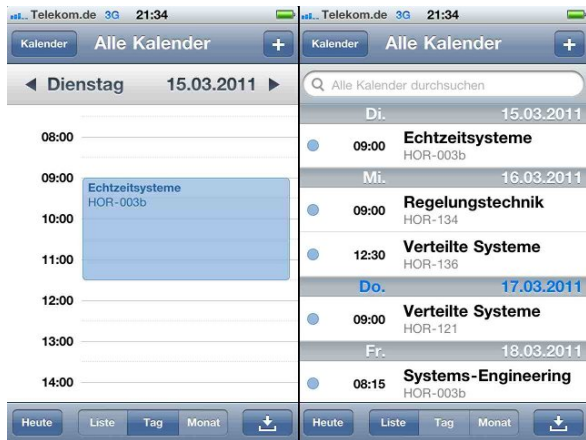 Telekom.de 3G 21:34
Kalender Alle Kalender +
Dienstag 15.03.2011
08:00
09:00
Echtzeitsysteme
HOR-003b
10:00
11:00
12:00
13:00
14:00
Heute Liste Tag Monat
Telekom.de 3G 21:34
Kalender Alle Kalender +
Alle Kalender durchsuchen
Di. 15.03.2011
09:00 Echtzeitsysteme
HOR-003b
Mi. 16.03.2011
09:00 Regelungstechnik
HOR-134
12:30 Verteilte Systeme
HOR-136
Do. 17.03.2011
09:00 Verteilte Systeme
HOR-121
Fr. 18.03.2011
08:15 Systems-Engineering
HOR-003b
Heute Liste Tag Monat